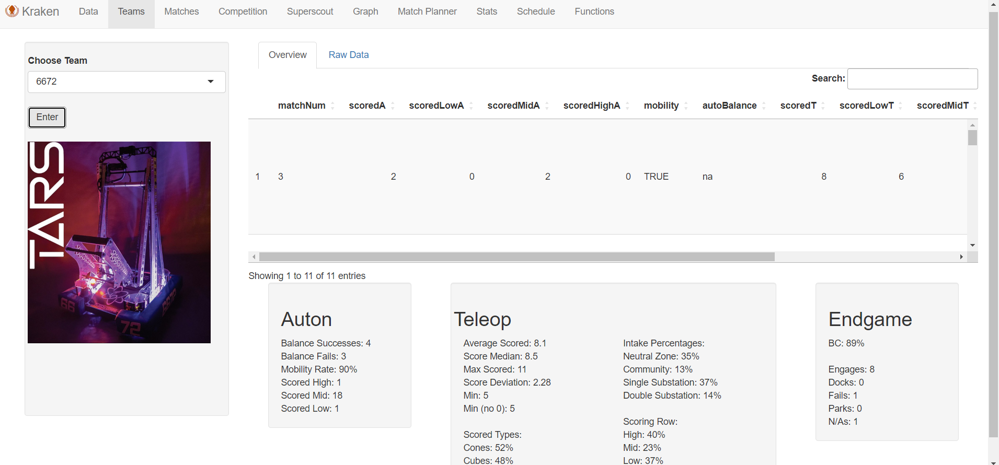 Kraken Data Teams Matches Competition Superscout Graph Match Planner Stats Schedule Functions
Choose Team
6672
Enter
TARS
66
6672
72
Overview Raw Data
Search:
matchNum scoredA scoredLowA scoredMidA scoredHighA mobility autoBalance scoredT scoredLowT scoredMidT
1 3 2 0 2 0 TRUE na 8 6
Showing 1 to 11 of 11 entries
Auton
Balance Successes: 4
Balance Fails: 3
Mobility Rate: 90%
Scored High: 1
Scored Mid: 18
Scored Low: 1
Teleop
Average Scored: 8.1
Score Median: 8.5
Max Scored: 11
Score Deviation: 2.28
Min: 5
Min (no 0): 5
Scored Types:
Cones: 52%
Cubes: 48%
Intake Percentages:
Neutral Zone: 35%
Community: 13%
Single Substation: 37%
Double Substation: 14%
Scoring Row:
High: 40%
Mid: 23%
Low: 37%
Endgame
BC: 89%
Engages: 8
Docks: 0
Fails: 1
Parks: 0
N/As: 1